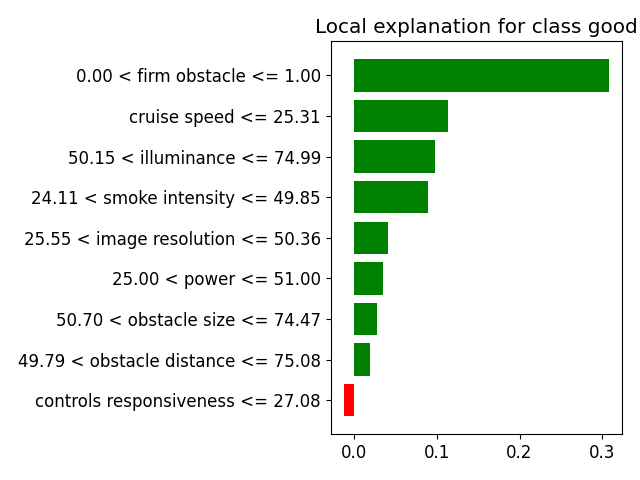 Local explanation for class good
0.00 < firm obstacle <= 1.00
cruise speed <= 25.31
50.15 < illuminance <= 74.99
24.11 < smoke intensity <= 49.85
25.55 < image resolution <= 50.36
25.00 < power <= 51.00
50.70 < obstacle size <= 74.47
49.79 < obstacle distance <= 75.08
controls responsiveness <= 27.08
0.0 0.1 0.2 0.3